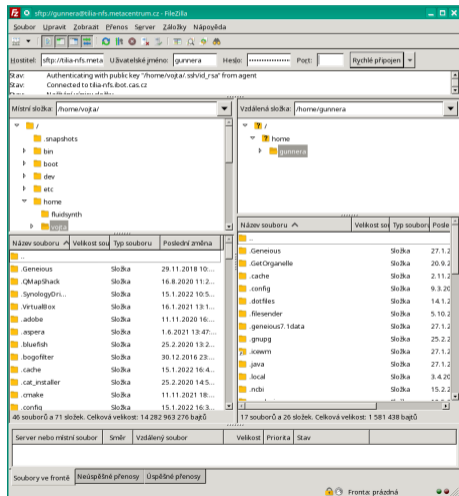 sftp://gunnera@tilia-nfs.metacentrum.cz - FileZilla
Soubor Upravit Zobrazit Přenos Server Záložky Nápověda
Hostitel: sftp://tilia-nfs.meta Uživatelské jméno: gunnera Heslo: Port: Rychlé připojen
Stav: Authenticating with public key "/home/vojta/.ssh/id_rsa" from agent
Stav: Connected to tilia-nfs.ibot.cas.cz
Místní složka: /home/vojta/
/
.snapshots
bin
boot
dev
etc
home
fluidsynth
vojta
Vzdálená složka: /home/gunnera
/
home
gunnera
Název souboru Velikost sou Typ souboru Poslední změna
..
.Geneious Složka 29.11.2018 10:...
.QMapShack Složka 16.8.2020 11:2...
.SynologyDri... Složka 15.1.2022 10:5...
.VirtualBox Složka 16.1.2021 13:1...
.adobe Složka 11.11.2020 16:...
.aspera Složka 1.6.2021 13:47:...
.bluefish Složka 25.2.2020 13:2...
.bogofilter Složka 30.12.2016 23:...
.cache Složka 15.1.2022 16:4...
.cat_installer Složka 25.2.2020 14:5...
.cmake Složka 11.11.2021 18:...
.config Složka 15.1.2022 16:3...
46 souborů a 71 složek. Celková velikost: 14 282 963 276 bajtů
Název souboru Velikost sou Typ soubor Posle
..
.Geneious Složka 27.1.2
.GetOrganelle Složka 20.9.2
.cache Složka 2.11.2
.config Složka 9.3.20
.dotfiles Složka 14.1.2
.filesender Složka 5.10.2
.geneious7.1data Složka 27.1.2
.gnupg Složka 25.2.2
.icewm Složka 27.1.2
.java Složka 27.1.2
.local Složka 3.4.20
.ncbi Složka 15.2.2
17 souborů a 26 složek. Celková velikost: 1 581 438 bajtů
Server nebo místní soubor Směr Vzdálený soubor Velikost Priorita Stav
Soubory ve frontě Neúspěšné přenosy Úspěšné přenosy
Fronta: prázdná